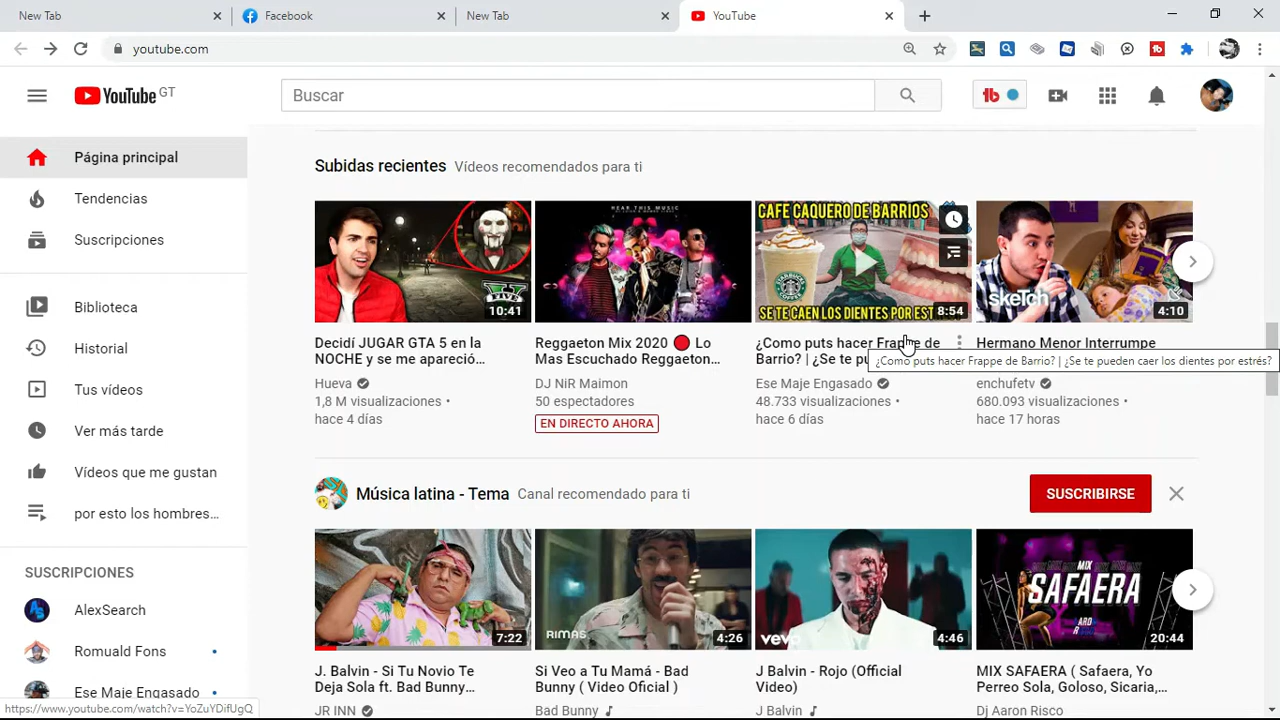 New Tab
Facebook
New Tab
YouTube
youtube.com
YouTube GT
Buscar
Página principal
Tendencias
Suscripciones
Biblioteca
Historial
Tus vídeos
Ver más tarde
Vídeos que me gustan
por esto los hombres...
SUSCRIPCIONES
AlexSearch
Romuald Fons
Ese Maje Engasado
Subidas recientes Vídeos recomendados para ti
10:41
HEAR THIS MUSIC
CAFE CAQUERO DE BARRIOS
STARBUCKS
COFFEE
SE TE CAEN LOS DIENTES POR EST
8:54
sketch
4:10
Decidí JUGAR GTA 5 en la
NOCHE y se me apareció...
Hueva
1,8 M visualizaciones •
hace 4 días
Reggaeton Mix 2020 🔴 Lo
Mas Escuchado Reggaeton...
DJ NiR Maimon
50 espectadores
EN DIRECTO AHORA
¿Como puts hacer Frappe de
Barrio? | ¿Se te pu
Ese Maje Engasado
48.733 visualizaciones •
hace 6 días
Hermano Menor Interrumpe
¿Como puts hacer Frappe de Barrio? | ¿Se te pueden caer los dientes por estrés?
enchufetv
680.093 visualizaciones •
hace 17 horas
Música latina - Tema Canal recomendado para ti
SUSCRIBIRSE
7:22
RIMAS
4:26
vevo
4:46
MIX
SAFAERA
20:44
J. Balvin - Si Tu Novio Te
Deja Sola ft. Bad Bunny...
JR INN
Si Veo a Tu Mamá - Bad
Bunny ( Video Oficial )
Bad Bunny
J Balvin - Rojo (Official
Video)
J Balvin
MIX SAFAERA ( Safaera, Yo
Perreo Sola, Goloso, Sicaria,...
Dj Aaron Risco
https://www.youtube.com/watch?v=YoZuYDifUgQ